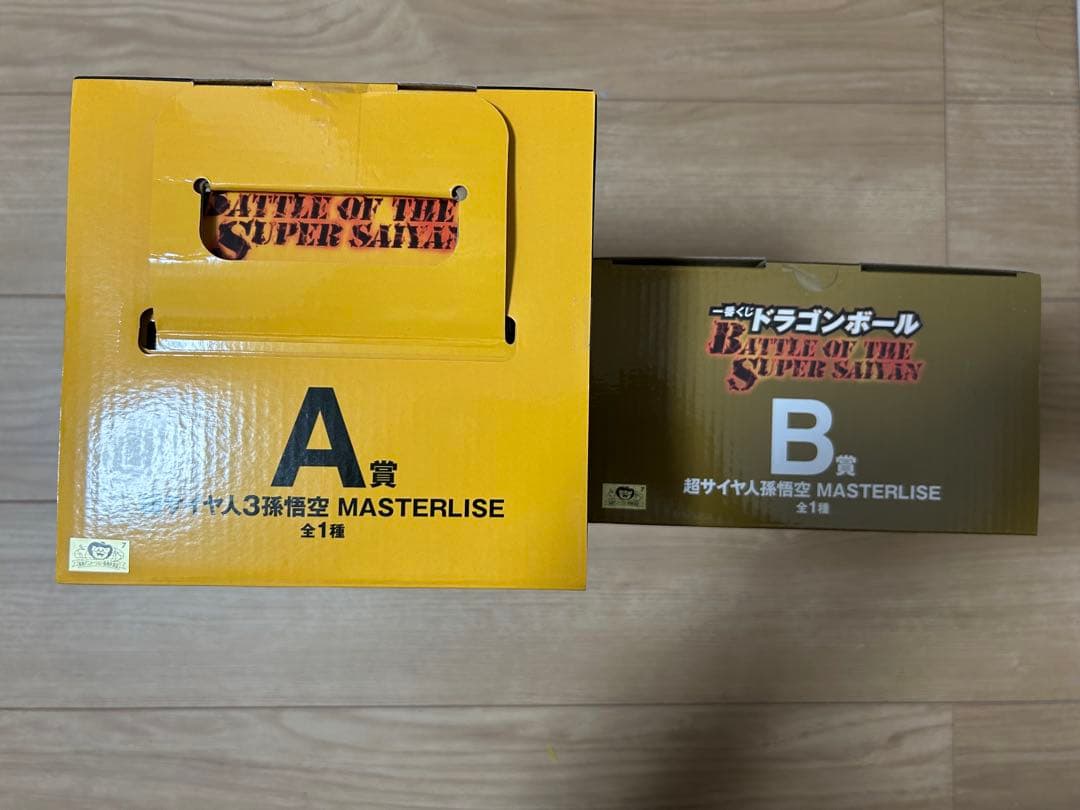 BATTLE OF THE
SUPER SAIYAN
A賞
超サイヤ人3孫悟空 MASTERLISE
全1種
一番くじ ドラゴンボール
BATTLE OF THE
SUPER SAIYAN
B賞
超サイヤ人孫悟空 MASTERLISE
全1種